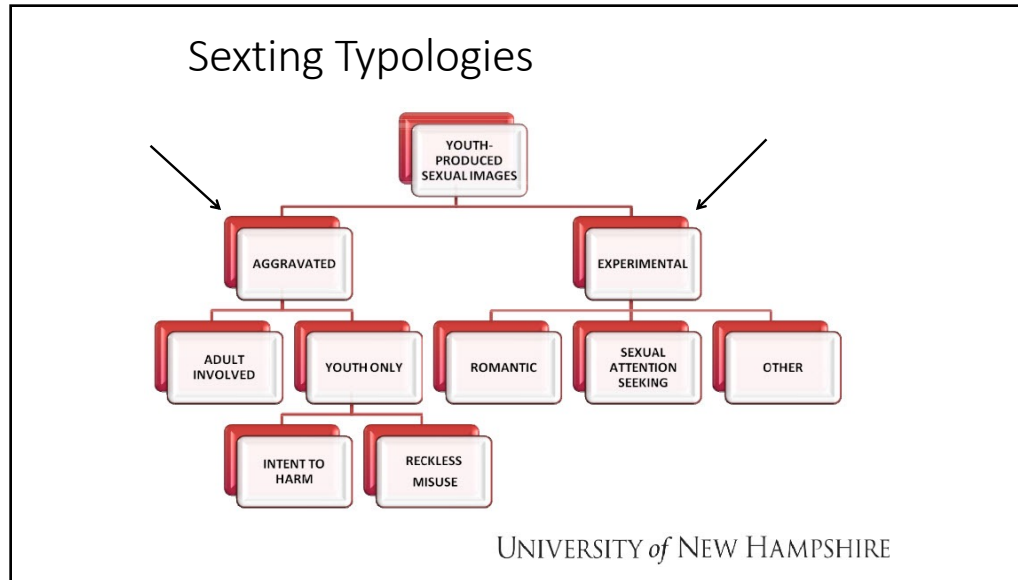 Sexting Typologies
YOUTH-
PRODUCED
SEXUAL IMAGES
AGGRAVATED
EXPERIMENTAL
ADULT
INVOLVED
YOUTH ONLY
ROMANTIC
SEXUAL
ATTENTION
SEEKING
OTHER
INTENT TO
HARM
RECKLESS
MISUSE
UNIVERSITY of NEW HAMPSHIRE